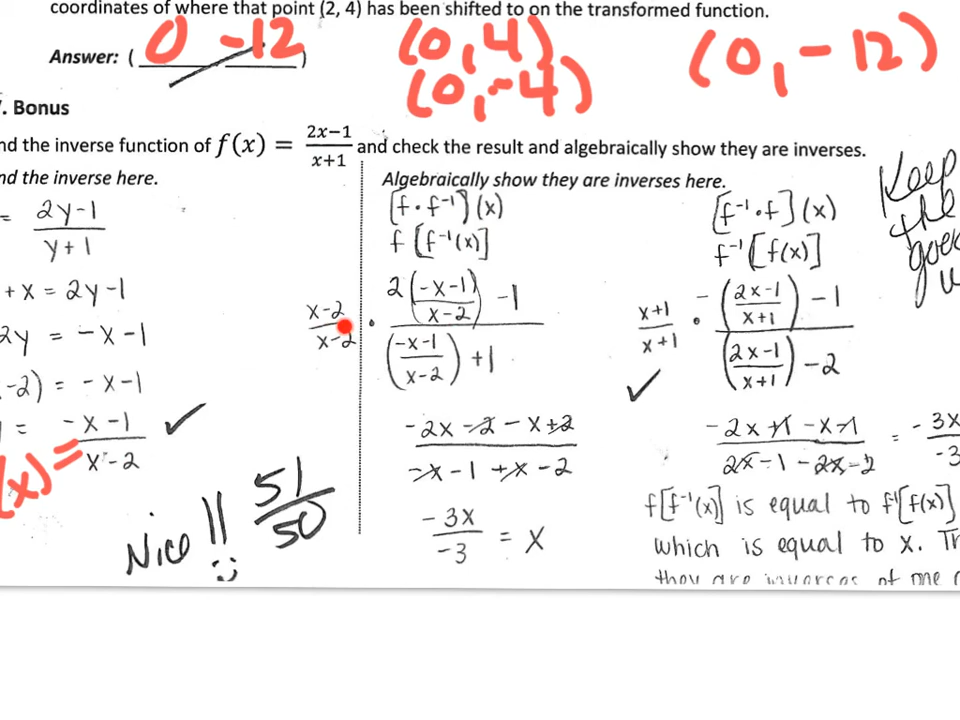 coordinates of where that point (2, 4) has been shifted to on the transformed function.
Answer: ( 0 -12 )
(0, 4)
(0, -4)
(0, -12)
. Bonus
nd the inverse function of f(x) = 2x-1 / x+1 and check the result and algebraically show they are inverses.
nd the inverse here.
= 2y-1 / y+1
+ x = 2y -1
2y = -x -1
-2) = -x -1
= -x -1 / x -2
(x) =
Nice !! 51/50
Algebraically show they are inverses here.
[f · f⁻¹](x)
f [f⁻¹(x)]
x-2 / x-2 · 2(-x-1 / x-2) -1 / (-x-1 / x-2) +1
-2x -2 - x +2 / -x -1 +x -2
-3x / -3 = x
[f⁻¹ · f](x)
f⁻¹ [f(x)]
x+1 / x+1 · -(2x-1 / x+1) -1 / (2x-1 / x+1) -2
-2x +1 -x -1 / 2x -1 -2x -2 = -3x / -3
f[f⁻¹(x)] is equal to f⁻¹[f(x)]
which is equal to x.
they are inverses of one
Keep
the